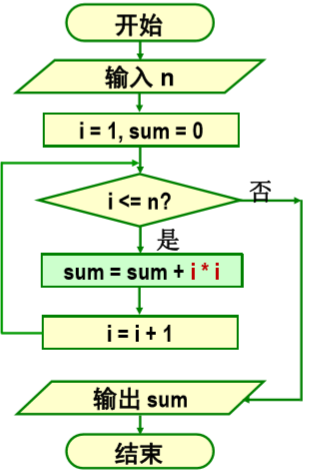 开始
输入 n
i = 1, sum = 0
i <= n?
否
是
sum = sum + i * i
i = i + 1
输出 sum
结束